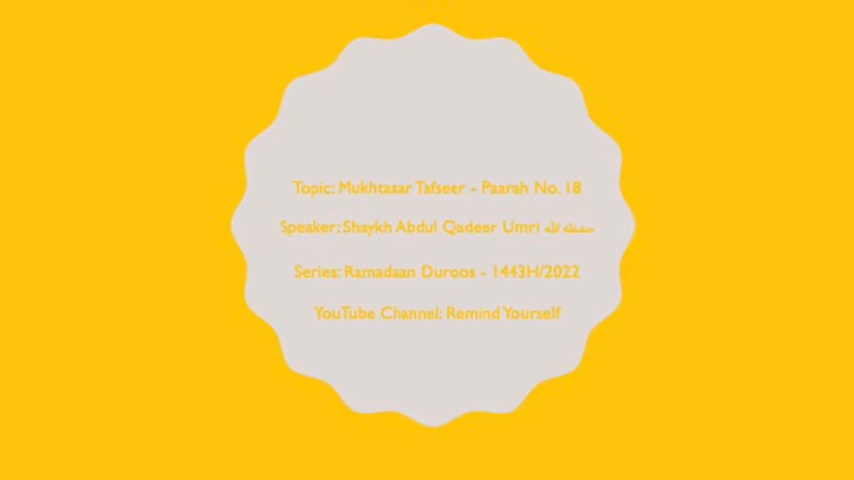 Topic: Mukhtasar Tafseer - Paarah No. 18
Speaker: Shaykh Abdul Qadeer Umri حفظه الله
Series: Ramadaan Duroos - 1443H/2022
YouTube Channel: Remind Yourself